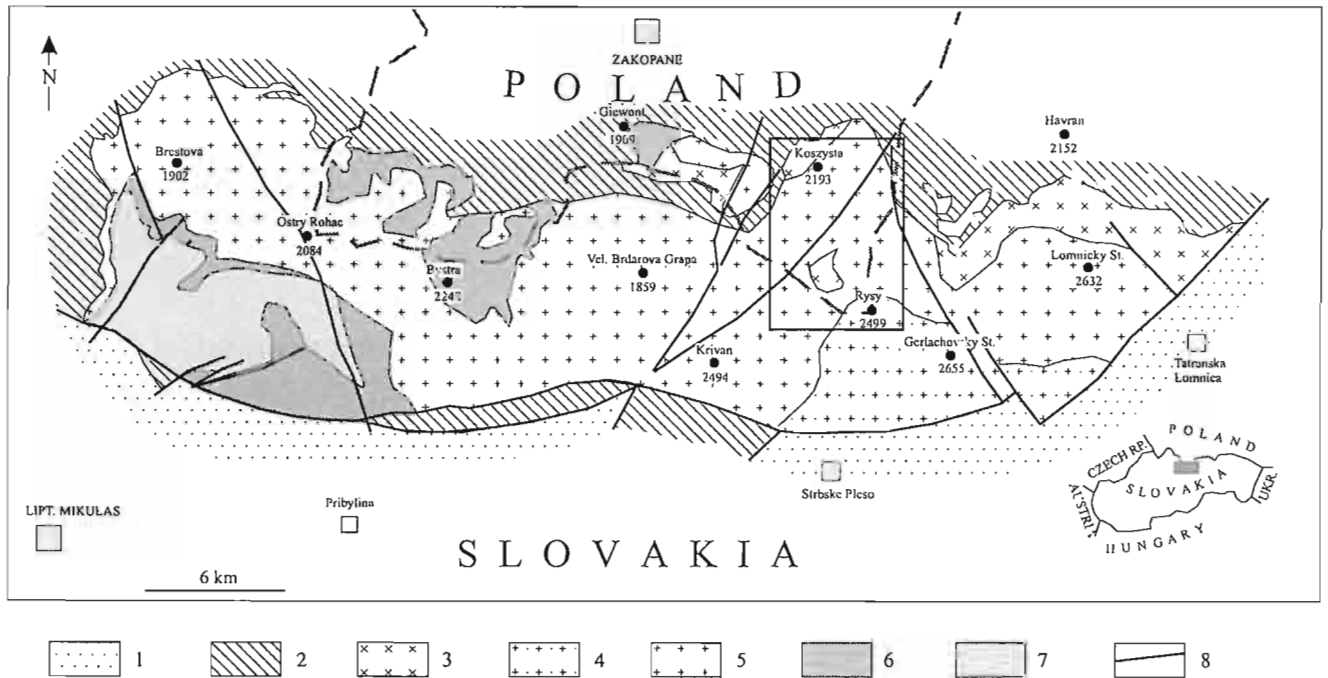 N
ZAKOPANE
POLAND
Giewont
1909
Havran
2152
Brestova
1902
Koszysta
2193
Ostry Rohac
2084
Bystra
Vel. Brdarova Grapa
1859
Lomnicky St.
2632
Rysy
2499
Krivan
2494
Gerlachovsky St.
2655
Tatranska
Lomnica
Strbske Pleso
Pribylina
LIPT. MIKULAS
SLOVAKIA
6 km
POLAND
CZECH RP.
SLOVAKIA
UKR.
AUSTRI
HUNGARY
1 2 3 4 5 6 7 8